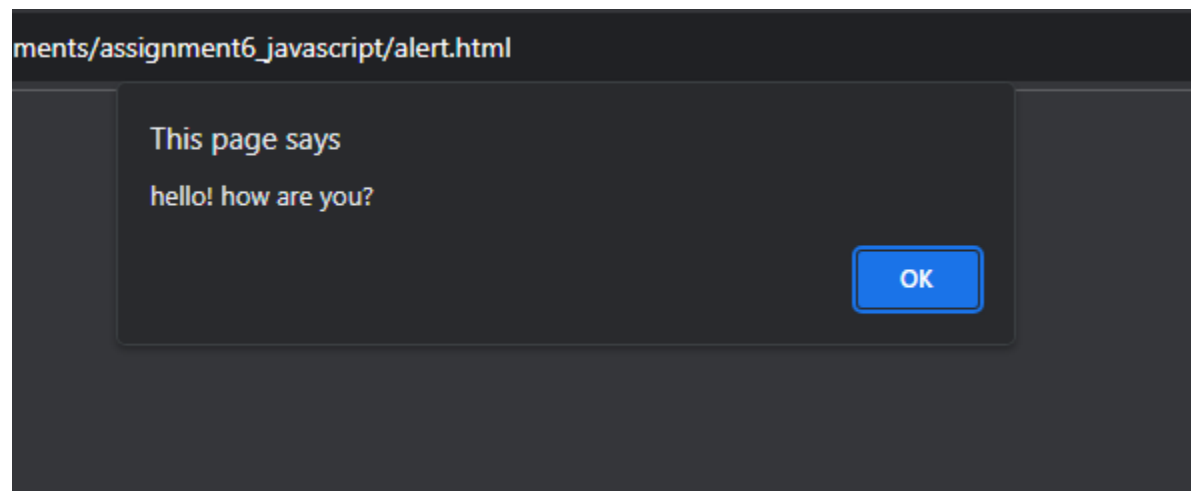 ments/assignment6_javascript/alert.html
This page says
hello! how are you?
OK